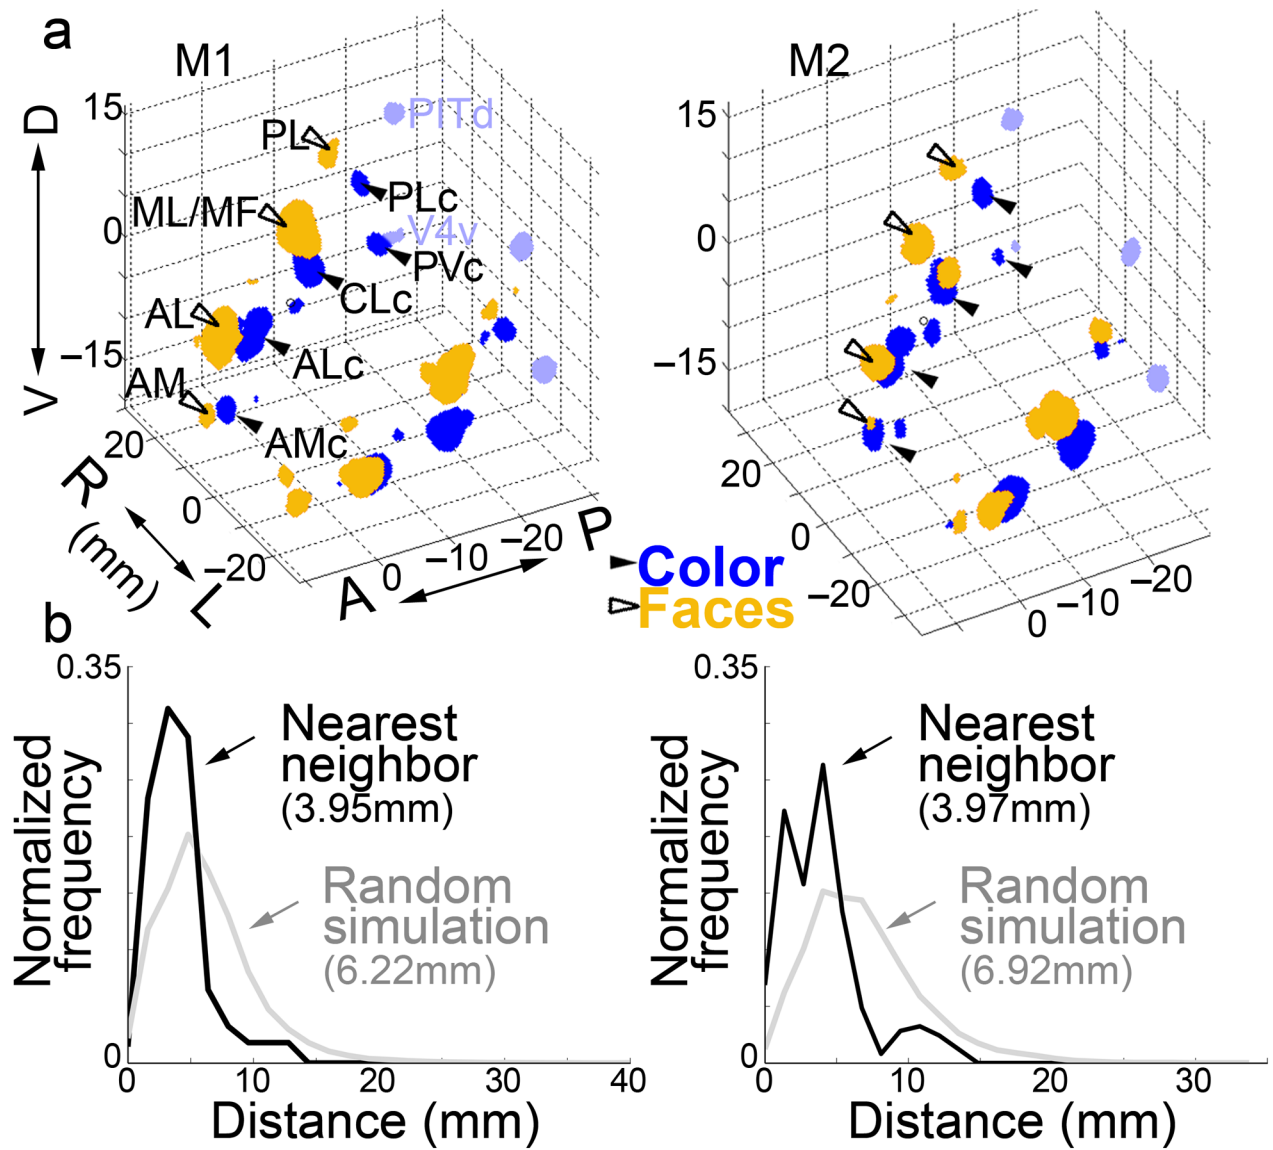 a
M1
M2
D
V
15
0
−15
PL
PITd
PLc
ML/MF
V4v
PVc
CLc
AL
ALc
AM
AMc
20
0
−20
R
(mm)
L
A
0
−10
−20
P
15
0
−15
20
0
−20
0
−10
−20
Color
Faces
b
0.35
Normalized
frequency
0
Nearest
neighbor
(3.95mm)
Random
simulation
(6.22mm)
0
10
20
30
40
Distance (mm)
0.35
Normalized
frequency
0
Nearest
neighbor
(3.97mm)
Random
simulation
(6.92mm)
0
10
20
30
Distance (mm)